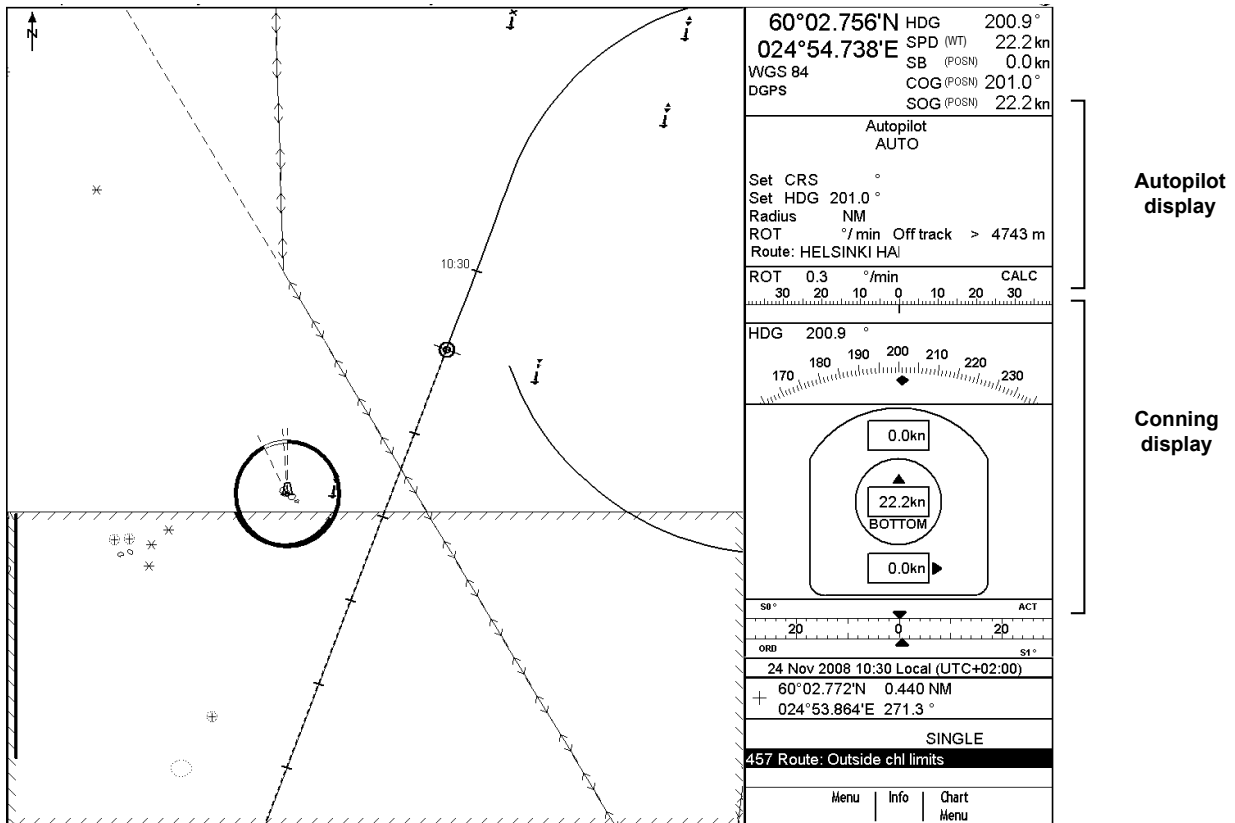 N
10:30
60°02.756'N HDG 200.9°
024°54.738'E SPD (WT) 22.2 kn
WGS 84 SB (POSN) 0.0 kn
DGPS COG (POSN) 201.0°
SOG (POSN) 22.2 kn
Autopilot
AUTO
Set CRS °
Set HDG 201.0 °
Radius NM
ROT °/min Off track > 4743 m
Route: HELSINKI HA
ROT 0.3 °/min CALC
30 20 10 0 10 20 30
HDG 200.9 °
170 180 190 200 210 220 230
0.0kn
22.2kn
BOTTOM
0.0kn
S0° ACT
20 0 20
ORD S1°
24 Nov 2008 10:30 Local (UTC+02:00)
60°02.772'N 0.440 NM
024°53.864'E 271.3 °
SINGLE
457 Route: Outside chl limits
Menu Info Chart
Menu
Autopilot
display
Conning
display